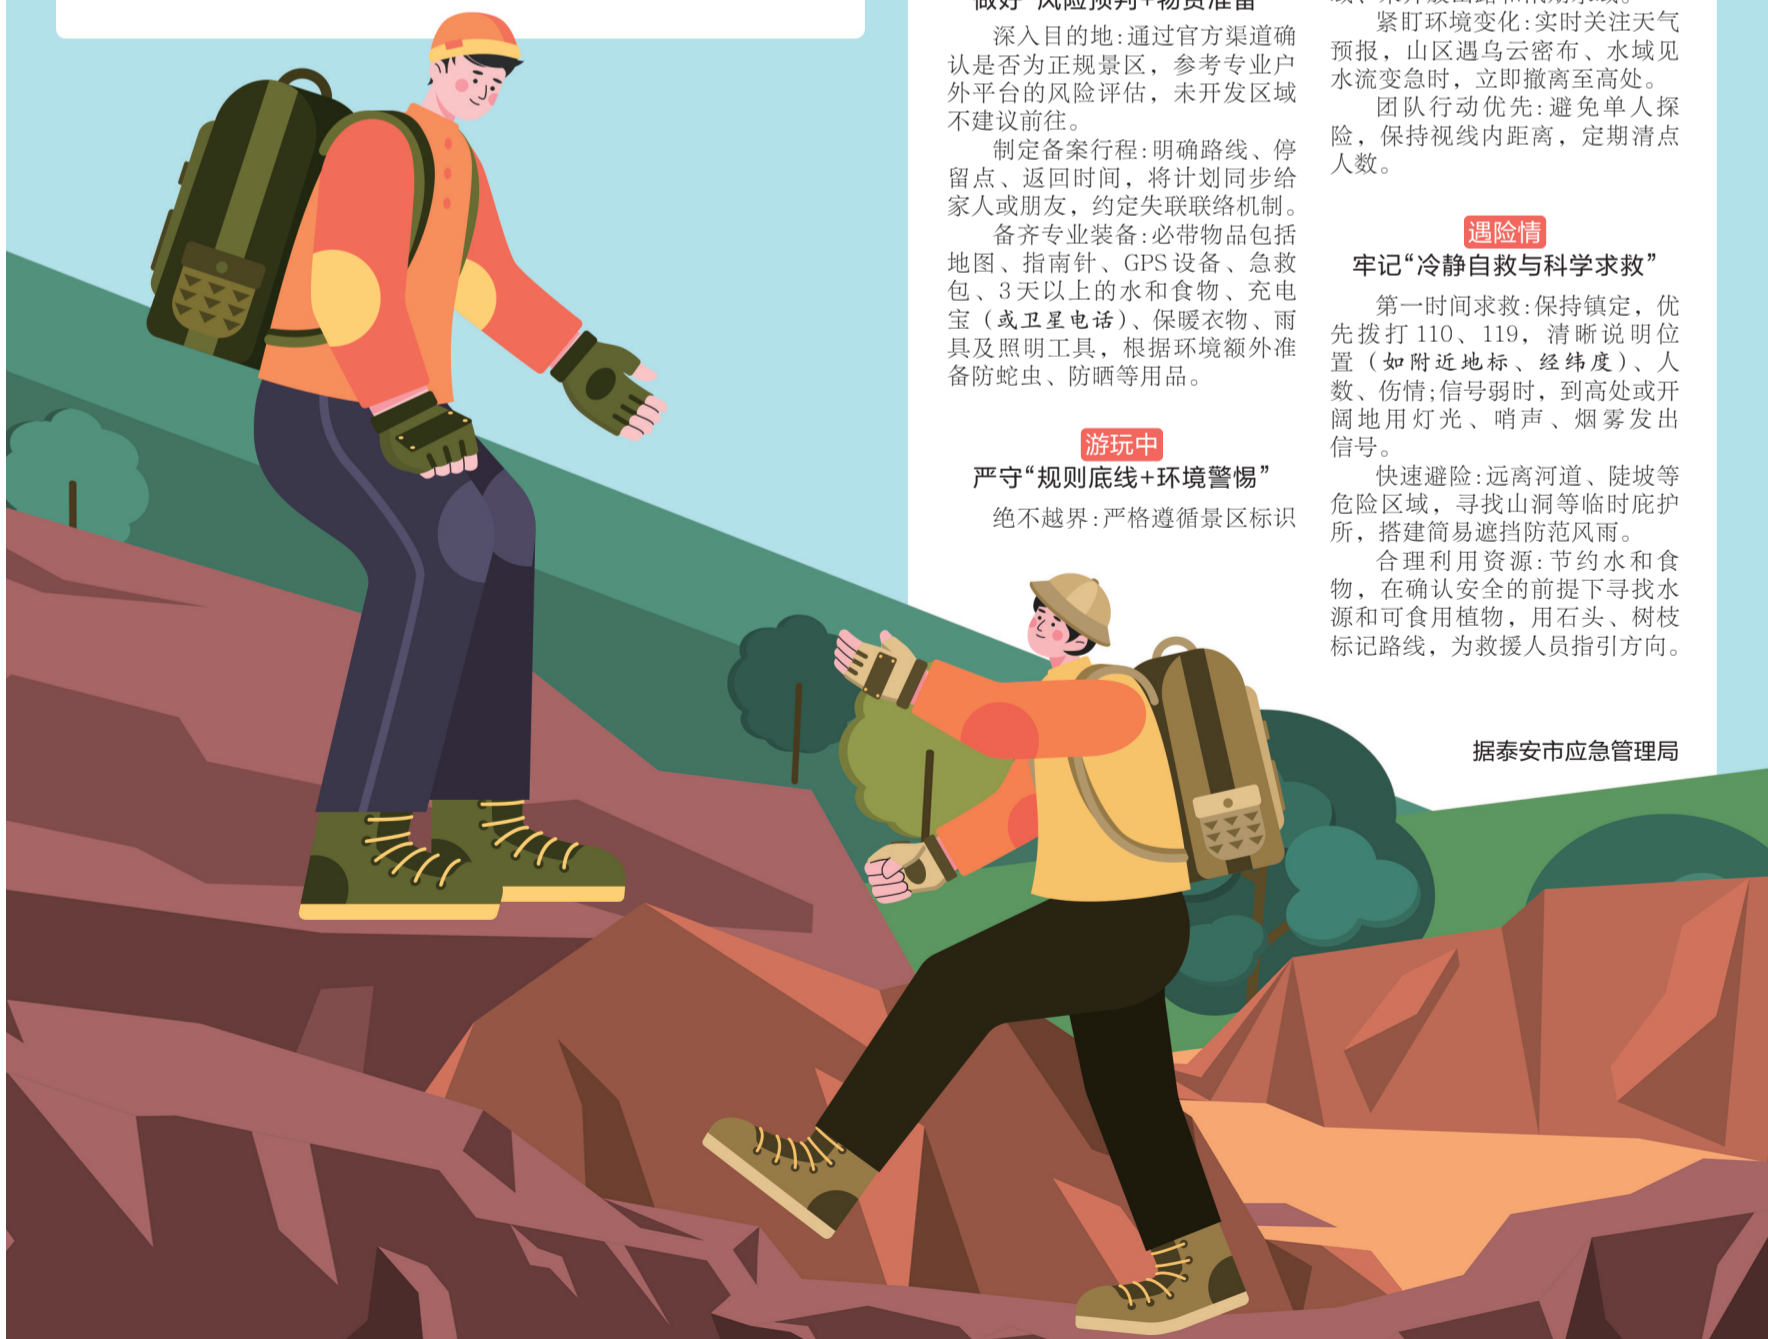 做好“风险预判+物资准备”
深入目的地:通过官方渠道确
认是否为正规景区，参考专业户
外平台的风险评估，未开发区域
不建议前往。
制定备案行程:明确路线、停
留点、返回时间，将计划同步给
家人或朋友，约定失联联络机制。
备齐专业装备:必带物品包括
地图、指南针、GPS设备、急救
包、3天以上的水和食物、充电
宝（或卫星电话）、保暖衣物、雨
具及照明工具，根据环境额外准
备防蛇虫、防晒等用品。
游玩中
严守“规则底线+环境警惕”
绝不越界:严格遵循景区标识
紧盯环境变化:实时关注天气
预报，山区遇乌云密布、水域见
水流变急时，立即撤离至高处。
团队行动优先:避免单人探
险，保持视线内距离，定期清点
人数。
遇险情
牢记“冷静自救与科学求救”
第一时间求救:保持镇定，优
先拨打110、119，清晰说明位
置（如附近地标、经纬度）、人
数、伤情;信号弱时，到高处或开
阔地用灯光、哨声、烟雾发出
信号。
快速避险:远离河道、陡坡等
危险区域，寻找山洞等临时庇护
所，搭建简易遮挡防范风雨。
合理利用资源:节约水和食
物，在确认安全的前提下寻找水
源和可食用植物，用石头、树枝
标记路线，为救援人员指引方向。
据泰安市应急管理局